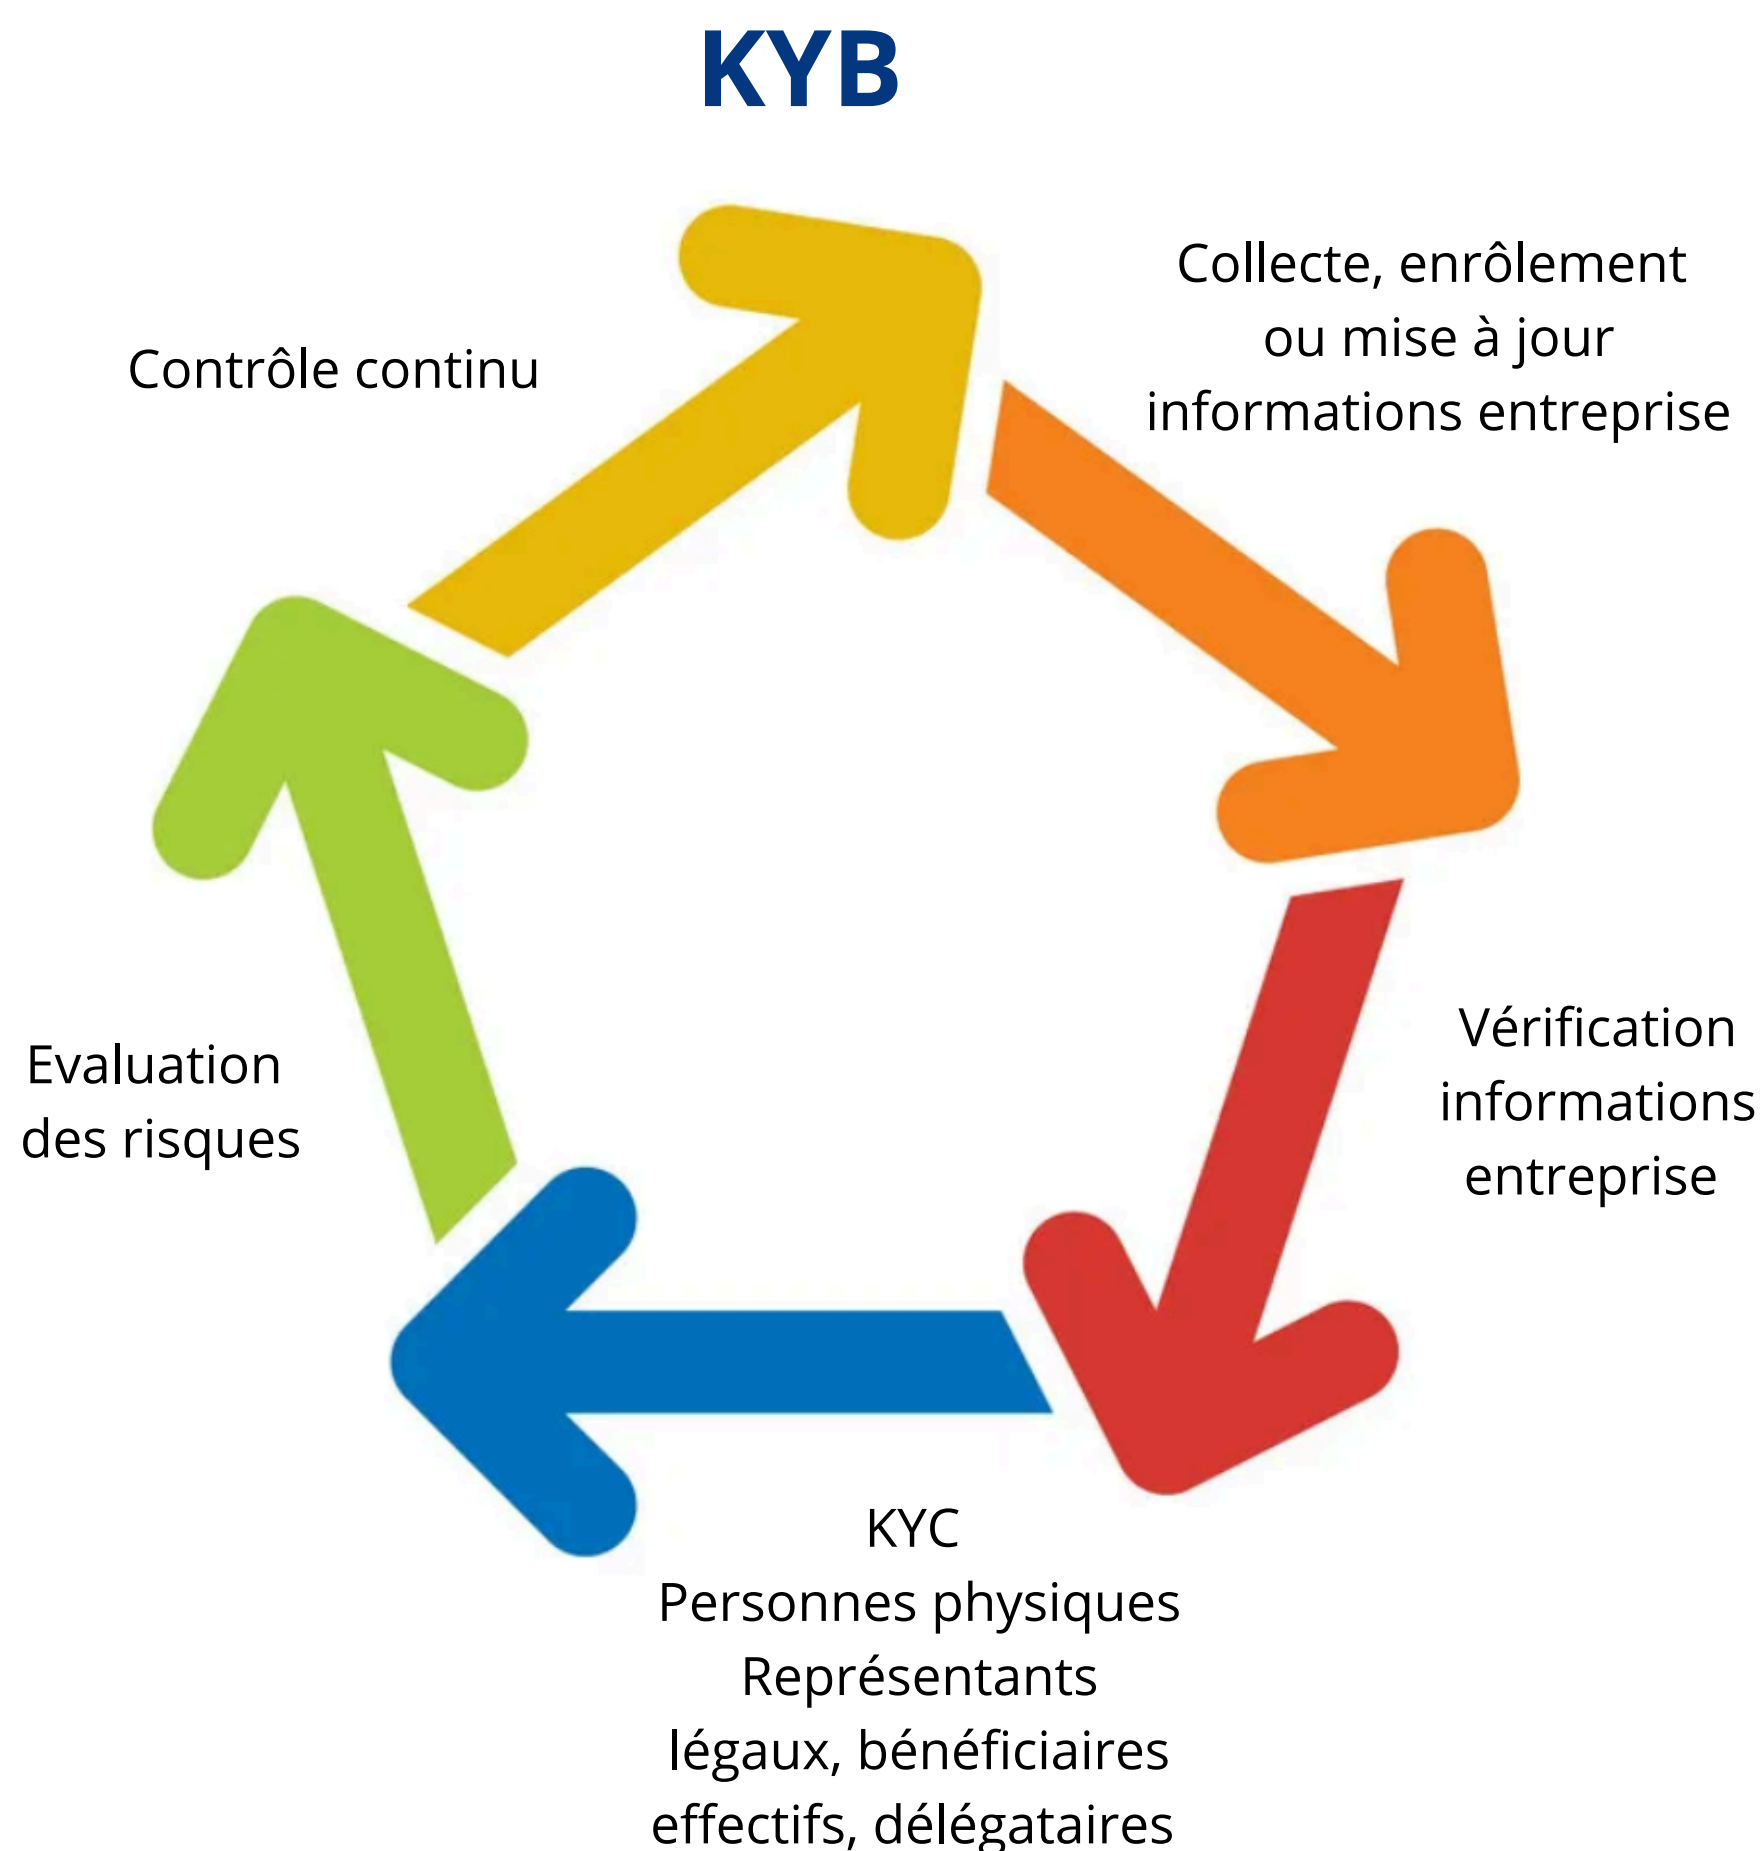 KYB
Collecte, enrôlement
ou mise à jour
informations entreprise
Vérification
informations
entreprise
KYC
Personnes physiques
Représentants
légaux, bénéficiaires
effectifs, délégataires
Evaluation
des risques
Contrôle continu